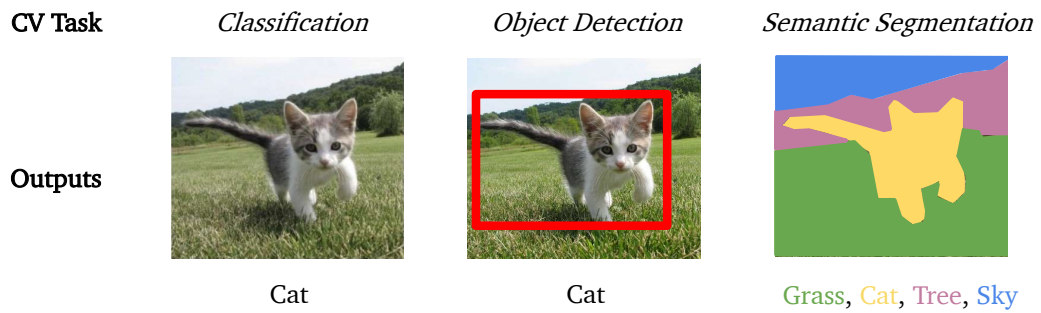 CV Task Classification Object Detection Semantic Segmentation
Outputs
Cat Cat Grass, Cat, Tree, Sky